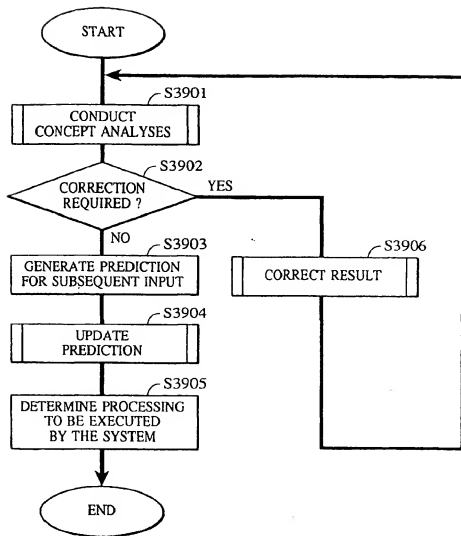 START
S3901
CONDUCT
CONCEPT ANALYSES
S3902
CORRECTION
REQUIRED ?
YES
NO
S3903
GENERATE PREDICTION
FOR SUBSEQUENT INPUT
S3906
CORRECT RESULT
S3904
UPDATE
PREDICTION
S3905
DETERMINE PROCESSING
TO BE EXECUTED
BY THE SYSTEM
END